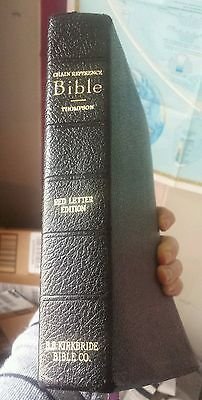 CHAIN REFERENCE
Bible
THOMPSON
RED LETTER
EDITION
B.B. KIRKBRIDE
BIBLE CO.